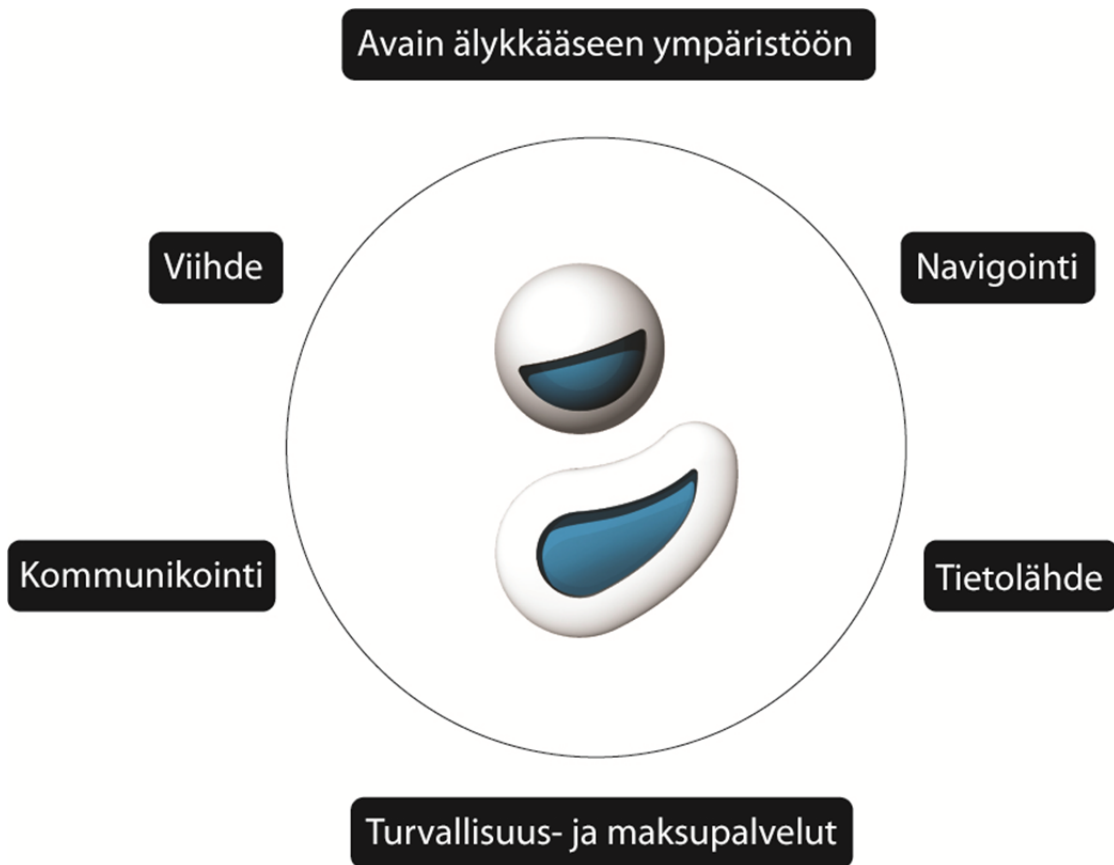 Avain älykkääseen ympäristöön
Viihde
Navigointi
Kommunikointi
Tietolähde
Turvallisuus- ja maksupalvelut